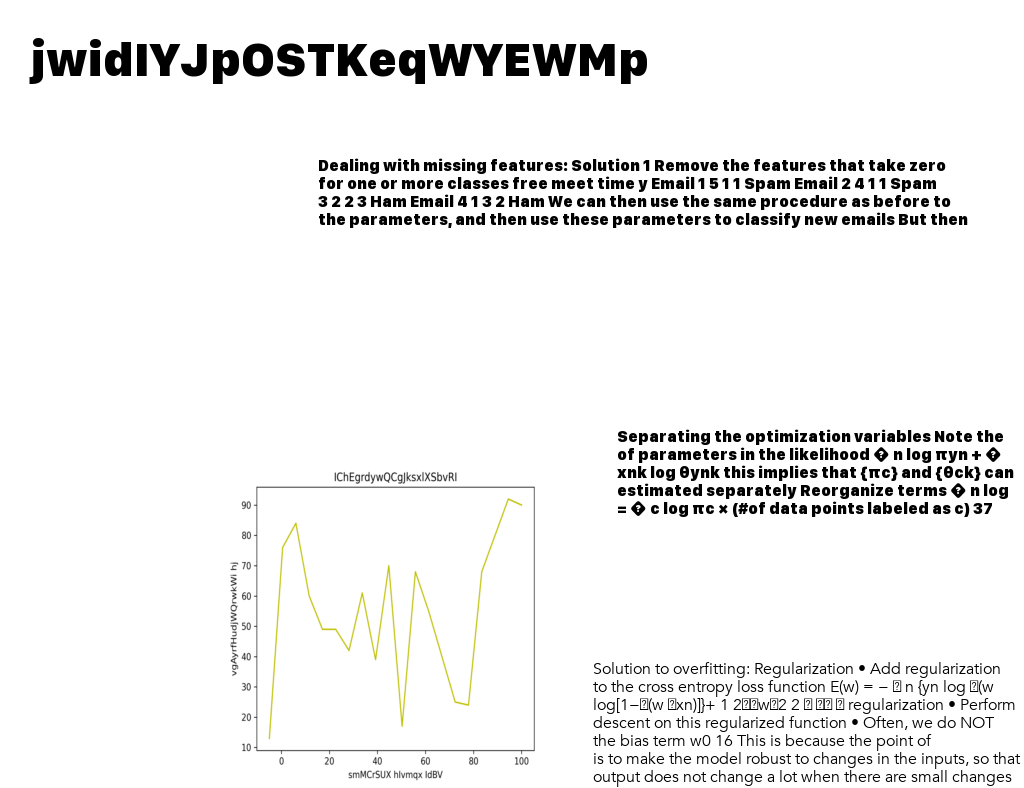 jwidIYJpOSTKeqWYEWMp
Dealing with missing features: Solution 1 Remove the features that take zero
for one or more classes free meet time y Email 1 5 1 1 Spam Email 2 4 1 1 Spam
3 2 2 3 Ham Email 4 1 3 2 Ham We can then use the same procedure as before to
the parameters, and then use these parameters to classify new emails But then
Separating the optimization variables Note the
of parameters in the likelihood � n log πyn + �
xnk log θynk this implies that {πc} and {θck} can
estimated separately Reorganize terms � n log
= � c log πc × (#of data points labeled as c) 37
IChEgrdywQCgJksxIXSbvRI
vgAyrfHudjWQrwkWi hj
90
80
70
60
50
40
30
20
10
0 20 40 60 80 100
smMCrSUX hlvmqx ldBV
Solution to overfitting: Regularization • Add regularization
to the cross entropy loss function E(w) = − n {yn log (w
log[1−(w xn)]}+ 1 2w2 2 regularization • Perform
descent on this regularized function • Often, we do NOT
the bias term w0 16 This is because the point of
is to make the model robust to changes in the inputs, so that
output does not change a lot when there are small changes